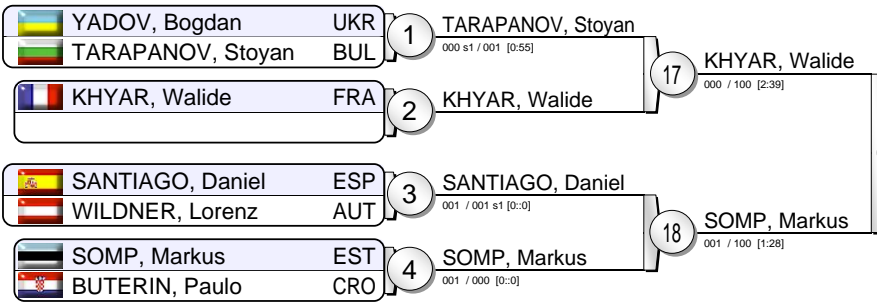 YADOV, Bogdan UKR
TARAPANOV, Stoyan BUL
1
TARAPANOV, Stoyan
000 s1 / 001 [0:55]
KHYAR, Walide FRA
2
KHYAR, Walide
17
KHYAR, Walide
000 / 100 [2:39]
SANTIAGO, Daniel ESP
WILDNER, Lorenz AUT
3
SANTIAGO, Daniel
001 / 001 s1 [0::0]
SOMP, Markus EST
BUTERIN, Paulo CRO
4
SOMP, Markus
001 / 000 [0::0]
18
SOMP, Markus
001 / 100 [1:28]